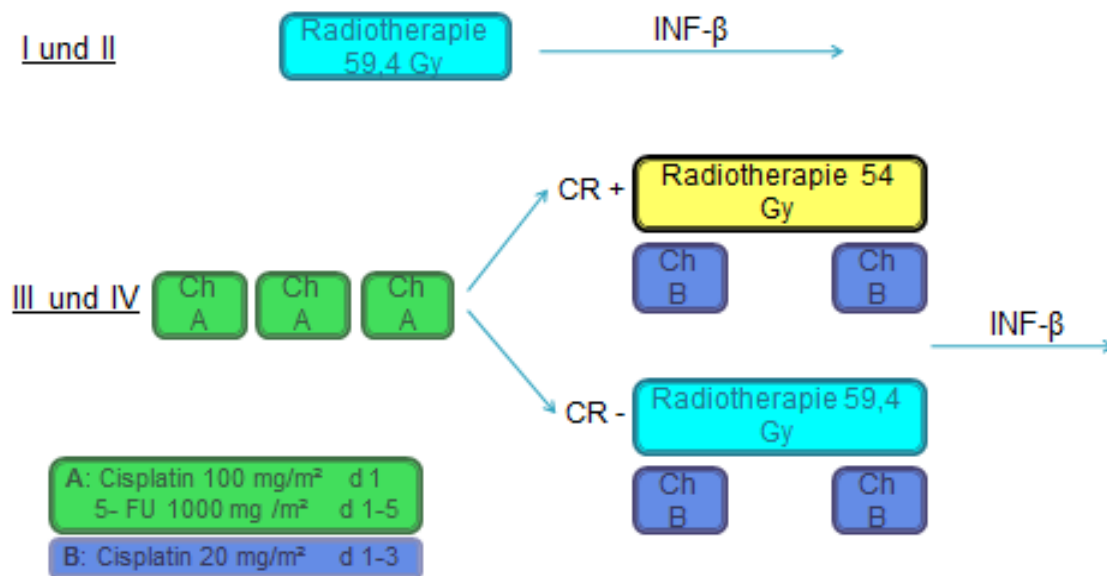 I und II
Radiotherapie
59,4 Gy
INF-β
CR +
Radiotherapie 54
Gy
Ch
B
Ch
B
III und IV
Ch
A
Ch
A
Ch
A
INF-β
CR -
Radiotherapie 59,4
Gy
Ch
B
Ch
B
A: Cisplatin 100 mg/m² d 1
5- FU 1000 mg /m² d 1-5
B: Cisplatin 20 mg/m² d 1-3